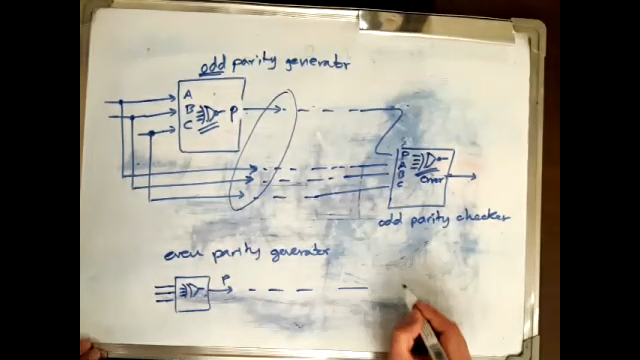 odd parity generator
A
B
C
P
P
A
B
C
error
odd parity checker
even parity generator
P